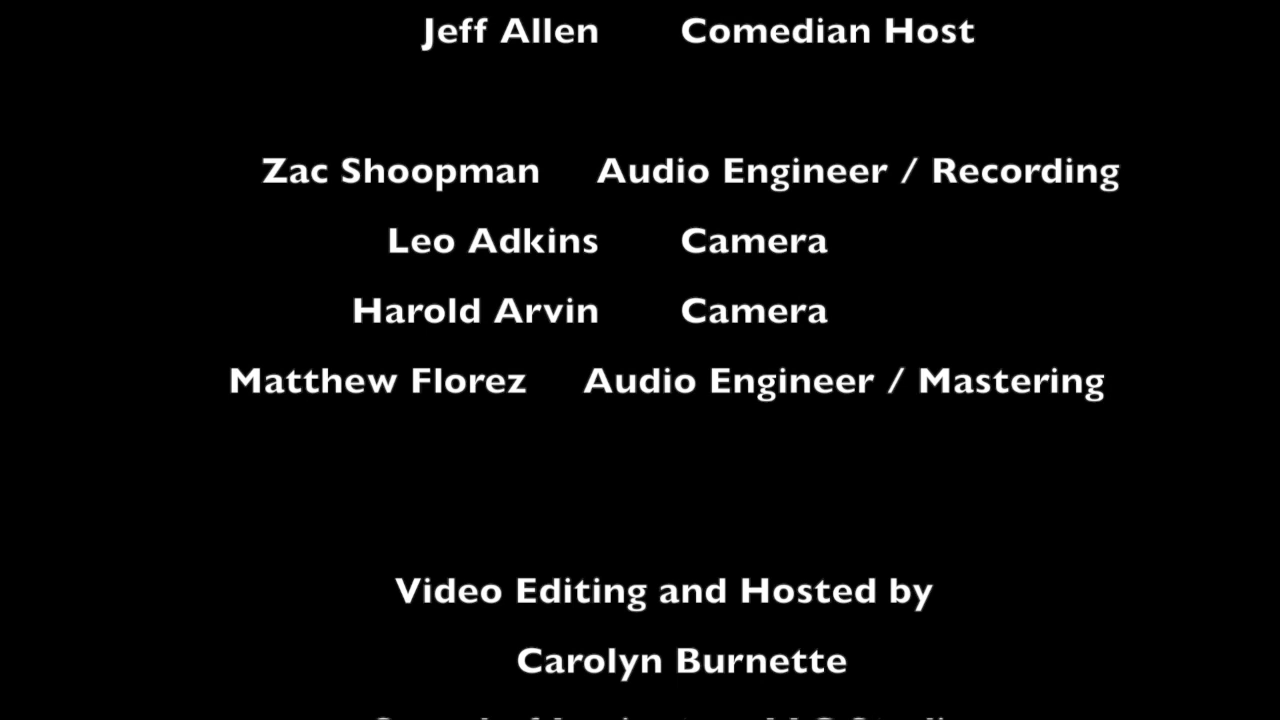 Jeff Allen Comedian Host
Zac Shoopman Audio Engineer / Recording
Leo Adkins Camera
Harold Arvin Camera
Matthew Florez Audio Engineer / Mastering
Video Editing and Hosted by
Carolyn Burnette